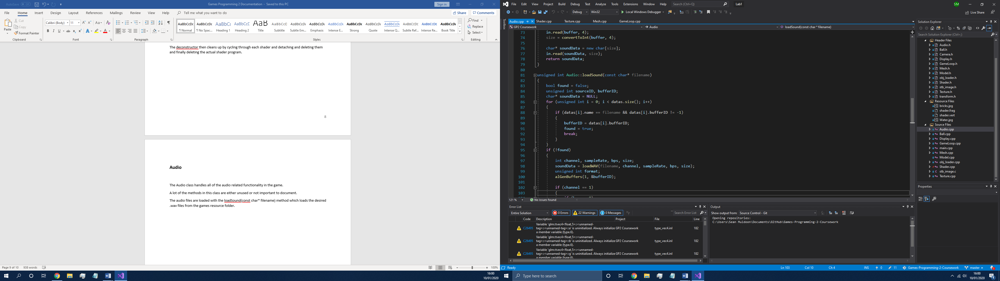 AutoSave Off
Games Programming 2 Documentation - Saved to this PC
Sign in
File Home Insert Design Layout References Mailings Review View Help Tell me what you want to do
Share Comments
Paste
Cut
Copy
Format Painter
Clipboard
Calibri (Body) 11
Font
Paragraph
AaBbCcDc AaBbCcDc AaBbC AaBbCcD AaB AaBbCcD AaBbCcDc AaBbCcDc AaBbCcDc AaBbCcDc AaBbCcDc AaBbCcDc AaBbCcDc AaBbCcDc AaBbCcDc
¶ Normal ¶ No Spac... Heading 1 Heading 2 Title Subtitle Subtle Em... Emphasis Intense E... Strong Quote Intense Q... Subtle Ref... Intense Re... Book Title
Styles
Find
Replace
Select
Editing
The deconstructor then cleans up by cycling through each shader and detaching and deleting them
and finally deleting the actual shader program.
8
Audio
The Audio class handles all of the audio related functionality in the game.
A lot of the methods in this class are either unused or not important to document.
The audio files are loaded with the loadSound(const char* filename) method which loads the desired
.wav files from the games resource folder.
Page 9 of 10 938 words
100%
16:00
10/01/2020
File Edit View Project Build Debug Test Analyze Tools Extensions Window Help Search (Ctrl+Q) Lab1
SM
Debug Win32 Local Windows Debugger
Live Share
Toolbox
Audio.cpp Shader.cpp Texture.cpp Mesh.cpp GameLoop.cpp
GP2 Coursework Audio loadSound(const char * filename)
73 in.read(buffer, 4);
74 size = convertToInt(buffer, 4);
75
76 char* soundData = new char[size];
77 in.read(soundData, size);
78 return soundData;
79 }
80
81 unsigned int Audio::loadSound(const char* filename)
82 {
83 bool found = false;
84 unsigned int sourceID, bufferID;
85 char* soundData = NULL;
86 for (unsigned int i = 0; i < datas.size(); i++)
87 {
88 if (datas[i].name == filename && datas[i].bufferID != -1)
89 {
90 bufferID = datas[i].bufferID;
91 found = true;
92 break;
93 }
94 }
95 if (!found)
96 {
97 int channel, sampleRate, bps, size;
98 soundData = loadWAV(filename, channel, sampleRate, bps, size);
99 unsigned int format;
100 alGenBuffers(1, &bufferID);
101
102 if (channel == 1)
103 {
121 % No issues found
Error List
Entire Solution 0 Errors 22 Warnings 0 Messages Search Error List
Code Description Project File Line
C26495 Variable 'glm::tvec4<float,5>::<unnamed-
tag>::<unnamed-tag>::a' is uninitialized. Always initialize GP2 Coursework type_vec4.inl 182
a member variable (type.6).
C26495 Variable 'glm::tvec4<float,5>::<unnamed-
tag>::<unnamed-tag>::b' is uninitialized. Always initialize GP2 Coursework type_vec4.inl 182
a member variable (type.6).
C26495 Variable 'glm::tvec4<float,5>::<unnamed-
tag>::<unnamed-tag>::g' is uninitialized. Always initialize GP2 Coursework type_vec4.inl 182
a member variable (type.6).
Output
Show output from: Source Control - Git
Opening repositories:
C:\Users\Sean Muldoon\Documents\GitHub\Games-Programming-2-Coursework
Solution Explorer
Search Solution Explorer (Ctrl+;)
Header Files
Audio.h
Ball.h
Camera.h
Display.h
GameLoop.h
Mesh.h
Model.h
obj_loader.h
Shader.h
stb_image.h
Texture.h
transform.h
Resource Files
bricks.jpg
shader.frag
shader.vert
Water.jpg
Source Files
Audio.cpp
Ball.cpp
Display.cpp
GameLoop.cpp
main.cpp
Mesh.cpp
Model.cpp
obj_loader.cpp
Shader.cpp
stb_image.c
Texture.cpp
Properties
Ready Ln 103 Col 10 Ch 4 INS 0 11 Games-Programming-2-Coursework master
Type here to search
16:00
10/01/2020